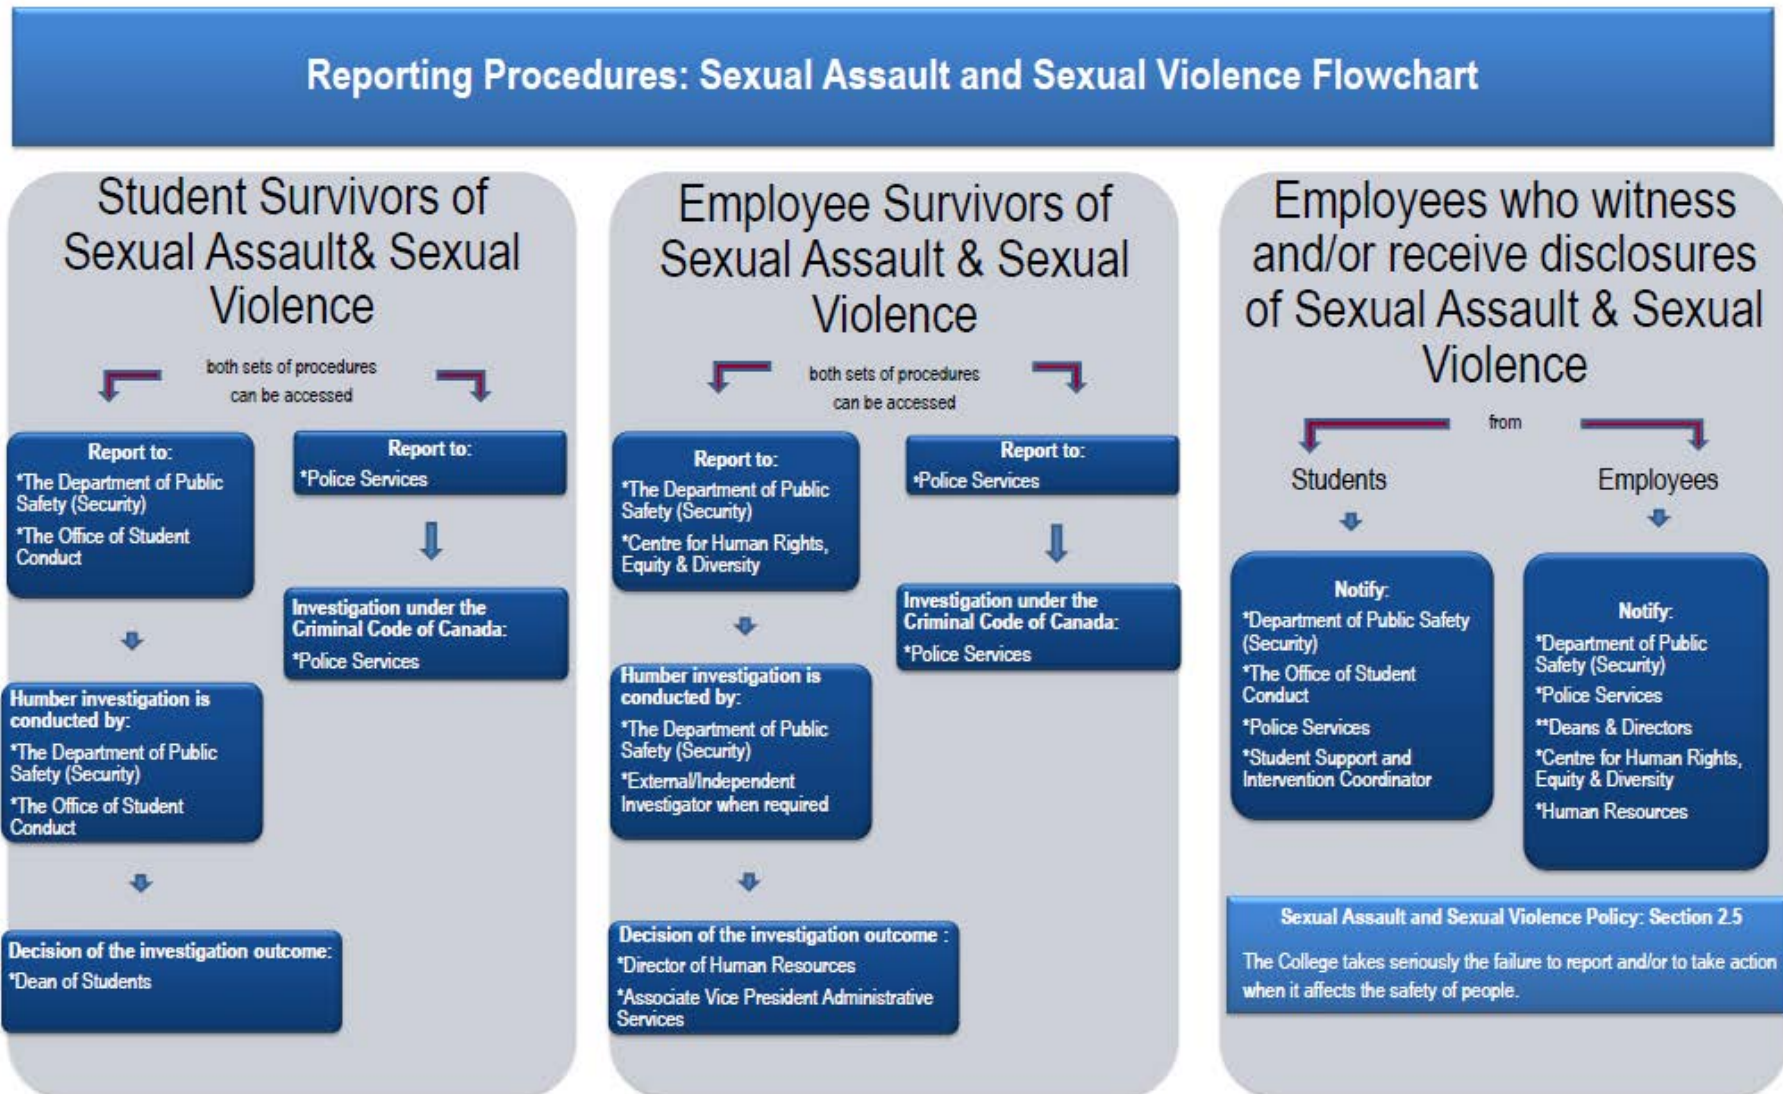 Reporting Procedures: Sexual Assault and Sexual Violence Flowchart
Student Survivors of
Sexual Assault& Sexual
Violence
both sets of procedures
can be accessed
Report to:
*The Department of Public
Safety (Security)
*The Office of Student
Conduct
Report to:
*Police Services
Investigation under the
Criminal Code of Canada:
*Police Services
Humber investigation is
conducted by:
*The Department of Public
Safety (Security)
*The Office of Student
Conduct
Decision of the investigation outcome:
*Dean of Students
Employee Survivors of
Sexual Assault & Sexual
Violence
both sets of procedures
can be accessed
Report to:
*The Department of Public
Safety (Security)
*Centre for Human Rights,
Equity & Diversity
Report to:
*Police Services
Investigation under the
Criminal Code of Canada:
*Police Services
Humber investigation is
conducted by:
*The Department of Public
Safety (Security)
*External/Independent
Investigator when required
Decision of the investigation outcome :
*Director of Human Resources
*Associate Vice President Administrative
Services
Employees who witness
and/or receive disclosures
of Sexual Assault & Sexual
Violence
from
Students
Employees
Notify:
*Department of Public Safety
(Security)
*The Office of Student
Conduct
*Police Services
*Student Support and
Intervention Coordinator
Notify:
*Department of Public
Safety (Security)
*Police Services
**Deans & Directors
*Centre for Human Rights,
Equity & Diversity
*Human Resources
Sexual Assault and Sexual Violence Policy: Section 2.5
The College takes seriously the failure to report and/or to take action
when it affects the safety of people.